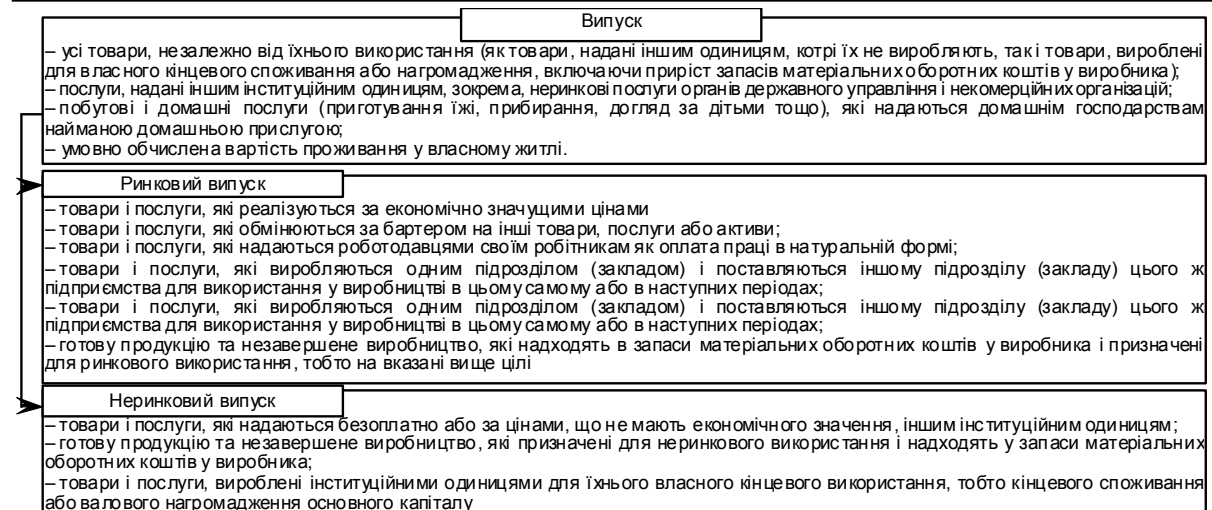 Випуск
– усі товари, незалежно від їхнього використання (як товари, надані іншим одиницям, котрі їх не виробляють, так і товари, вироблені
для власного кінцевого споживання або нагромадження, включаючи приріст запасів матеріальних оборотних коштів у виробника);
– послуги, надані іншим інституційним одиницям, зокрема, неринкові послуги органів державного управління і некомерційних організацій;
– побутові і домашні послуги (приготування їжі, прибирання, догляд за дітьми тощо), які надаються домашнім господарствам
найманою домашньою прислугою;
– умовно обчислена вартість проживання у власному житлі.
Ринковий випуск
– товари і послуги, які реалізуються за економічно значущими цінами
– товари і послуги, які обмінюються за бартером на інші товари, послуги або активи;
– товари і послуги, які надаються роботодавцями своїм робітникам як оплата праці в натуральній формі;
– товари і послуги, які виробляються одним підрозділом (закладом) і поставляються іншому підрозділу (закладу) цього ж
підприємства для використання у виробництві в цьому самому або в наступних періодах;
– товари і послуги, які виробляються одним підрозділом (закладом) і поставляються іншому підрозділу (закладу) цього ж
підприємства для використання у виробництві в цьому самому або в наступних періодах;
– готову продукцію та незавершене виробництво, які надходять в запаси матеріальних оборотних коштів у виробника і призначені
для ринкового використання, тобто на вказані вище цілі
Неринковий випуск
– товари і послуги, які надаються безоплатно або за цінами, що не мають економічного значення, іншим інституційним одиницям;
– готову продукцію та незавершене виробництво, які призначені для неринкового використання і надходять у запаси матеріальних
оборотних коштів у виробника;
– товари і послуги, вироблені інституційними одиницями для їхнього власного кінцевого використання, тобто кінцевого споживання
або валового нагромадження основного капіталу